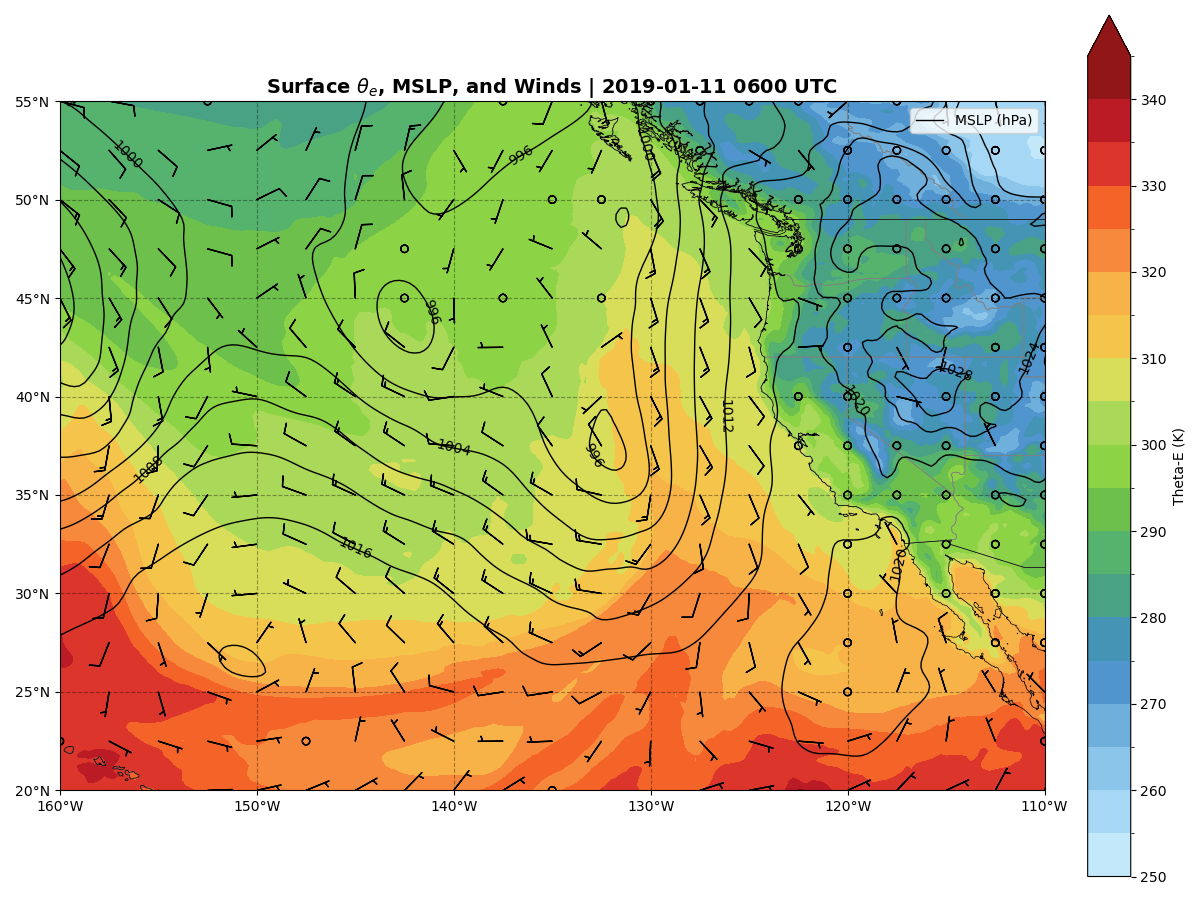 Surface θe, MSLP, and Winds | 2019-01-11 0600 UTC
MSLP (hPa)
55°N
50°N
45°N
40°N
35°N
30°N
25°N
20°N
160°W
150°W
140°W
130°W
120°W
110°W
1000
996
1000
996
1024
1028
1020
1012
1004
996
1008
1016
1020
340
330
320
310
300
290
280
270
260
250
Theta-E (K)